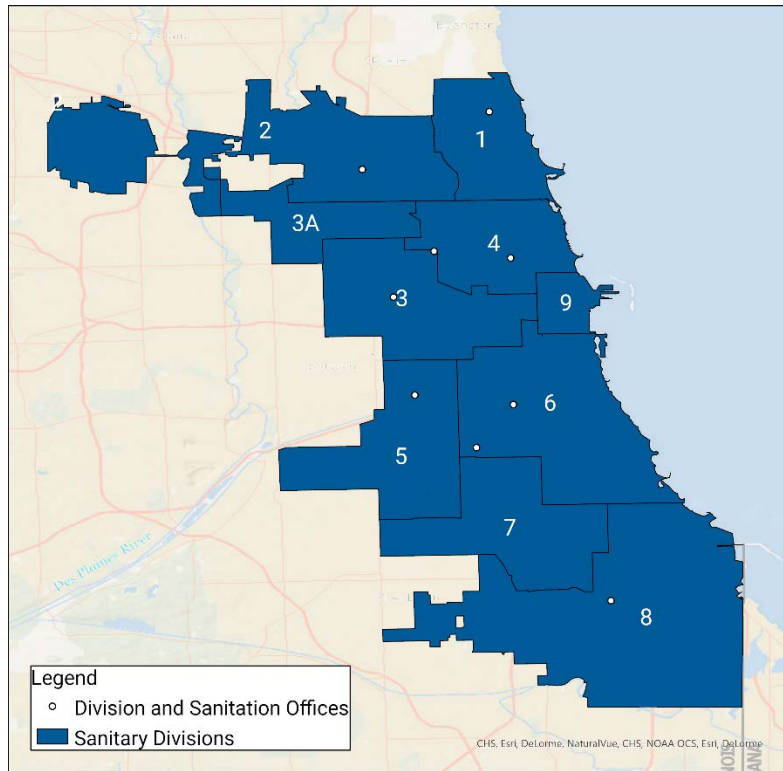 2
1
3A
4
3
9
6
5
7
8
Des Plaines River
Legend
Division and Sanitation Offices
Sanitary Divisions
CHS, Esri, DeLorme, NaturalVue, CHS, NOAA OCS, Esri, DeLorme